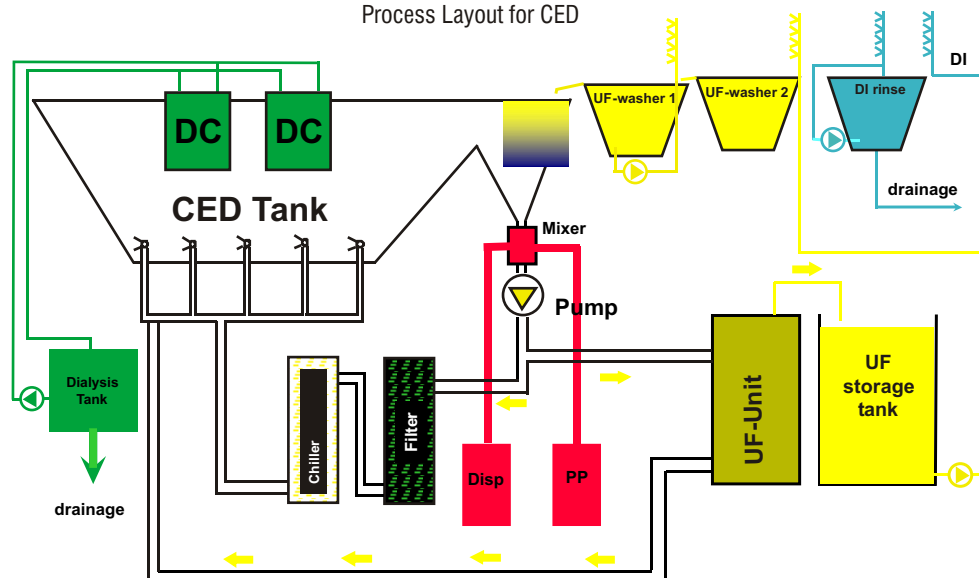 Process Layout for CED
DC
DC
CED Tank
UF-washer 1
UF-washer 2
DI rinse
DI
drainage
Mixer
Pump
Dialysis
Tank
drainage
Chiller
Filter
Disp
PP
UF-Unit
UF
storage
tank